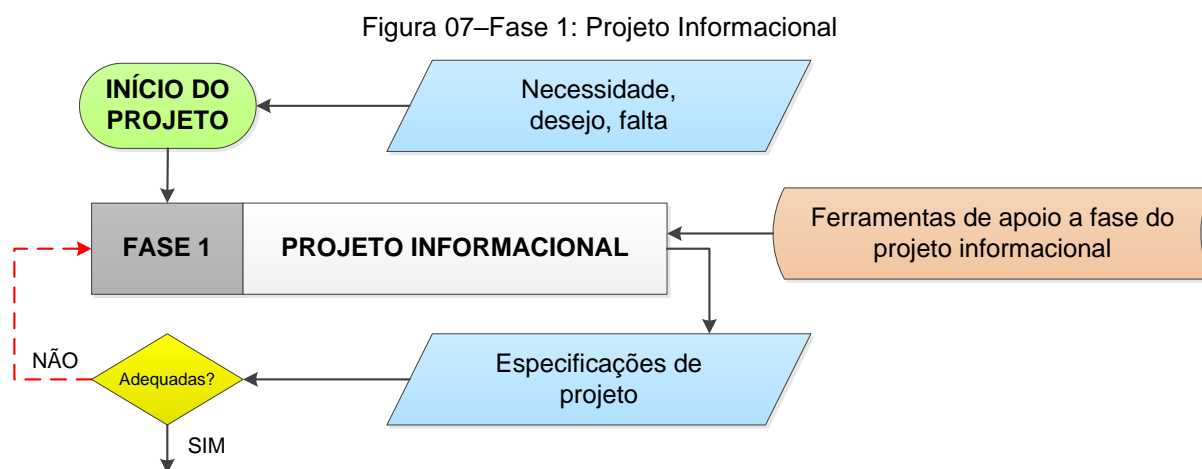 Figura 07–Fase 1: Projeto Informacional
INÍCIO DO
PROJETO
Necessidade,
desejo, falta
FASE 1
PROJETO INFORMACIONAL
Ferramentas de apoio a fase do
projeto informacional
NÃO
Adequadas?
Especificações de
projeto
SIM